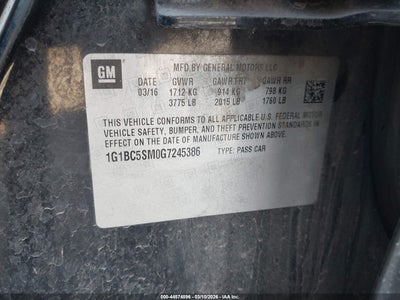 GM
MFD BY GENERAL MOTORS LLC
DATE GVWR GAWR FRT GAWR RR
03/16 1712 KG 914 KG 798 KG
3775 LB 2015 LB 1760 LB
THIS VEHICLE CONFORMS TO ALL APPLICABLE U.S. FEDERAL MOTOR
VEHICLE SAFETY, BUMPER, AND THEFT PREVENTION STANDARDS
IN EFFECT ON THE DATE OF MANUFACTURE SHOWN ABOVE.
1G1BC5SM0G7245386 TYPE: PASS CAR
00-44574596 - 03/10/2026 - © IAA